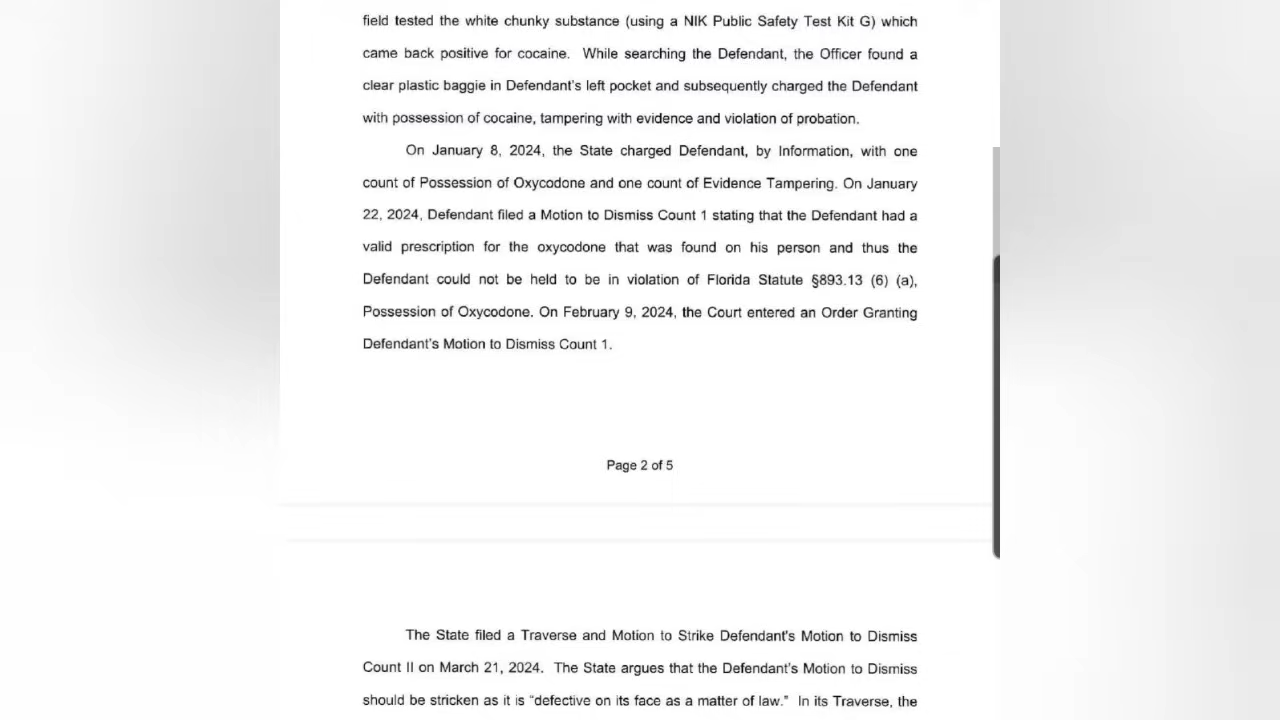 field tested the white chunky substance (using a NIK Public Safety Test Kit G) which
came back positive for cocaine. While searching the Defendant, the Officer found a
clear plastic baggie in Defendant's left pocket and subsequently charged the Defendant
with possession of cocaine, tampering with evidence and violation of probation.
On January 8, 2024, the State charged Defendant, by Information, with one
count of Possession of Oxycodone and one count of Evidence Tampering. On January
22, 2024, Defendant filed a Motion to Dismiss Count 1 stating that the Defendant had a
valid prescription for the oxycodone that was found on his person and thus the
Defendant could not be held to be in violation of Florida Statute §893.13 (6) (a),
Possession of Oxycodone. On February 9, 2024, the Court entered an Order Granting
Defendant's Motion to Dismiss Count 1.
Page 2 of 5
The State filed a Traverse and Motion to Strike Defendant's Motion to Dismiss
Count II on March 21, 2024. The State argues that the Defendant's Motion to Dismiss
should be stricken as it is "defective on its face as a matter of law." In its Traverse, the